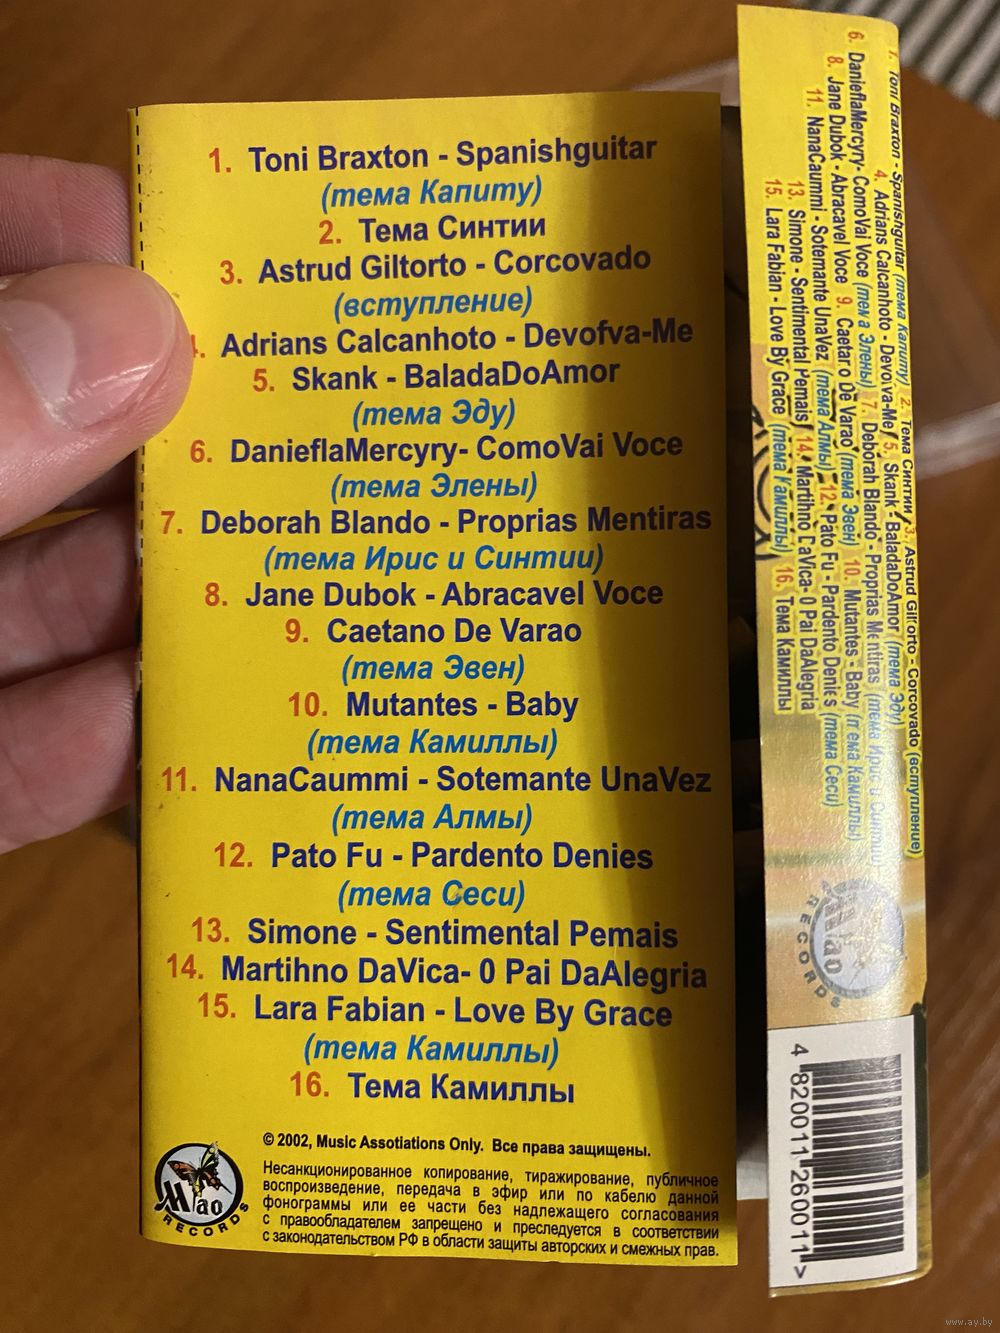 1. Toni Braxton - Spanishguitar
(тема Капиту)
2. Тема Синтии
3. Astrud Giltorto - Corcovado
(вступление)
4. Adrians Calcanhoto - Devofva-Me
5. Skank - BaladaDoAmor
(тема Эду)
6. DanieflaMercyry- ComoVai Voce
(тема Элены)
7. Deborah Blando - Proprias Mentiras
(тема Ирис и Синтии)
8. Jane Dubok - Abracavel Voce
9. Caetano De Varao
(тема Эвен)
10. Mutantes - Baby
(тема Камиллы)
11. NanaCaummi - Sotemante UnaVez
(тема Алмы)
12. Pato Fu - Pardento Denies
(тема Сеси)
13. Simone - Sentimental Pemais
14. Martihno DaVica- 0 Pai DaAlegria
15. Lara Fabian - Love By Grace
(тема Камиллы)
16. Тема Камиллы
© 2002, Music Assotiations Only. Все права защищены.
Несанкционированное копирование, тиражирование, публичное
воспроизведение, передача в эфир или по кабелю данной
фонограммы или ее части без надлежащего согласования
с правообладателем запрещено и преследуется в соответствии
с законодательством РФ в области защиты авторских и смежных прав.
Мао
RECORDS
1. Toni Braxton - Spanishguitar (тема Капиту) 2. Тема Синтии 3. Astrud Giltorto - Corcovado (вступление)
4. Adrians Calcanhoto - Devofva-Me 5. Skank - BaladaDoAmor (тема Эду)
6. DanieflaMercyry- ComoVai Voce (тема Элены) 7. Deborah Blando - Proprias Mentiras (тема Ирис и Синтии)
8. Jane Dubok - Abracavel Voce 9. Caetano De Varao (тема Эвен) 10. Mutantes - Baby (тема Камиллы)
11. NanaCaummi - Sotemante UnaVez (тема Алмы) 12. Pato Fu - Pardento Denies (тема Сеси)
13. Simone - Sentimental Pemais 14. Martihno DaVica- 0 Pai DaAlegria
15. Lara Fabian - Love By Grace (тема Камиллы) 16. Тема Камиллы
Мао
RECORDS
4 820011 260011 >
www.ay.by